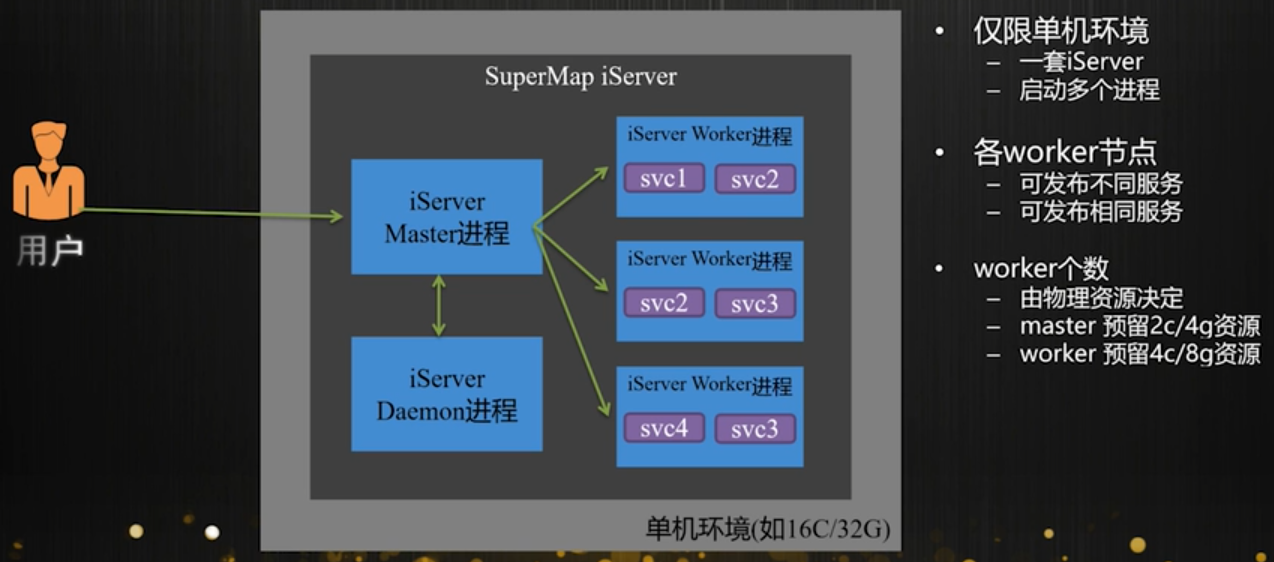 用户
SuperMap iServer
iServer
Master进程
iServer
Daemon进程
iServer Worker进程
svc1 svc2
iServer Worker进程
svc2 svc3
iServer Worker进程
svc4 svc3
单机环境(如16C/32G)
• 仅限单机环境
– 一套iServer
– 启动多个进程
• 各worker节点
– 可发布不同服务
– 可发布相同服务
• worker个数
– 由物理资源决定
– master 预留2c/4g资源
– worker 预留4c/8g资源